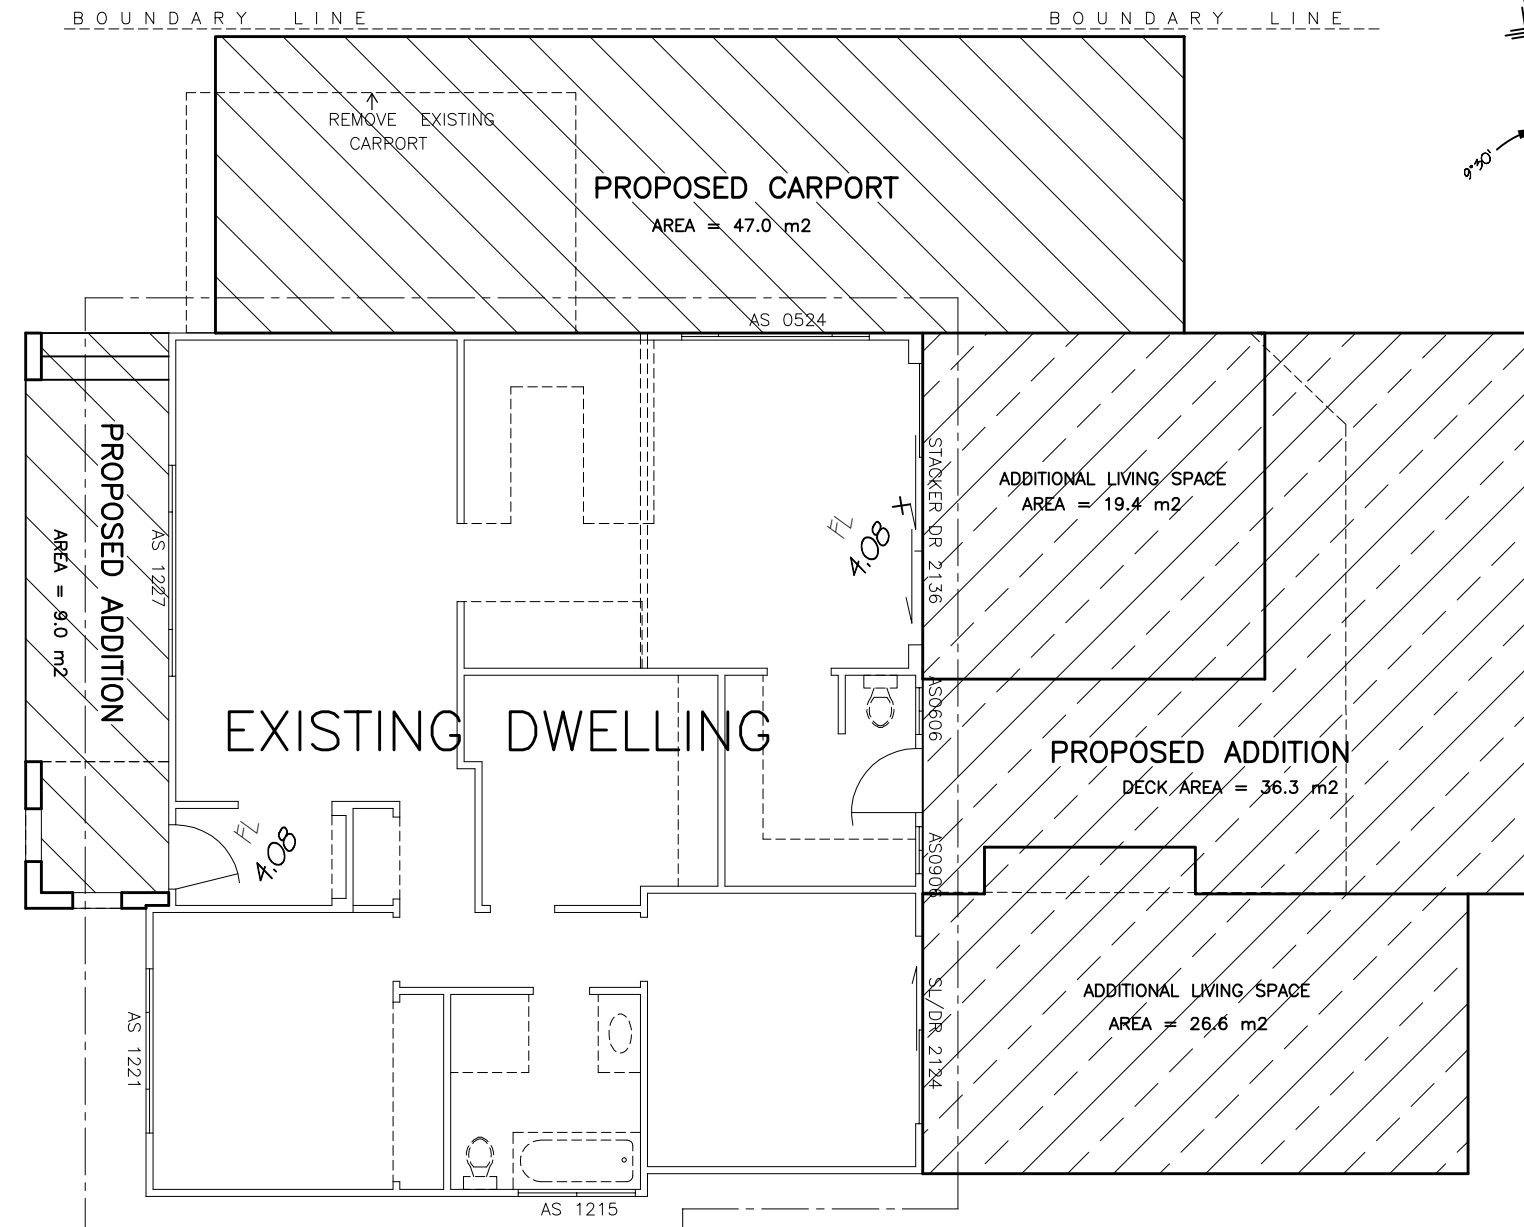 BOUNDARY LINE
BOUNDARY LINE
REMOVE EXISTING
CARPORT
9°30'
PROPOSED CARPORT
AREA = 47.0 m2
AS 0524
PROPOSED ADDITION
AREA = 9.0 m2
AS 1227
STACKER DR 2136
FL
4.08
ADDITIONAL LIVING SPACE
AREA = 19.4 m2
AS0606
EXISTING DWELLING
PROPOSED ADDITION
DECK AREA = 36.3 m2
FL
4.08
AS0906
ADDITIONAL LIVING SPACE
AREA = 26.6 m2
SL/DR 2124
AS 1221
AS 1215